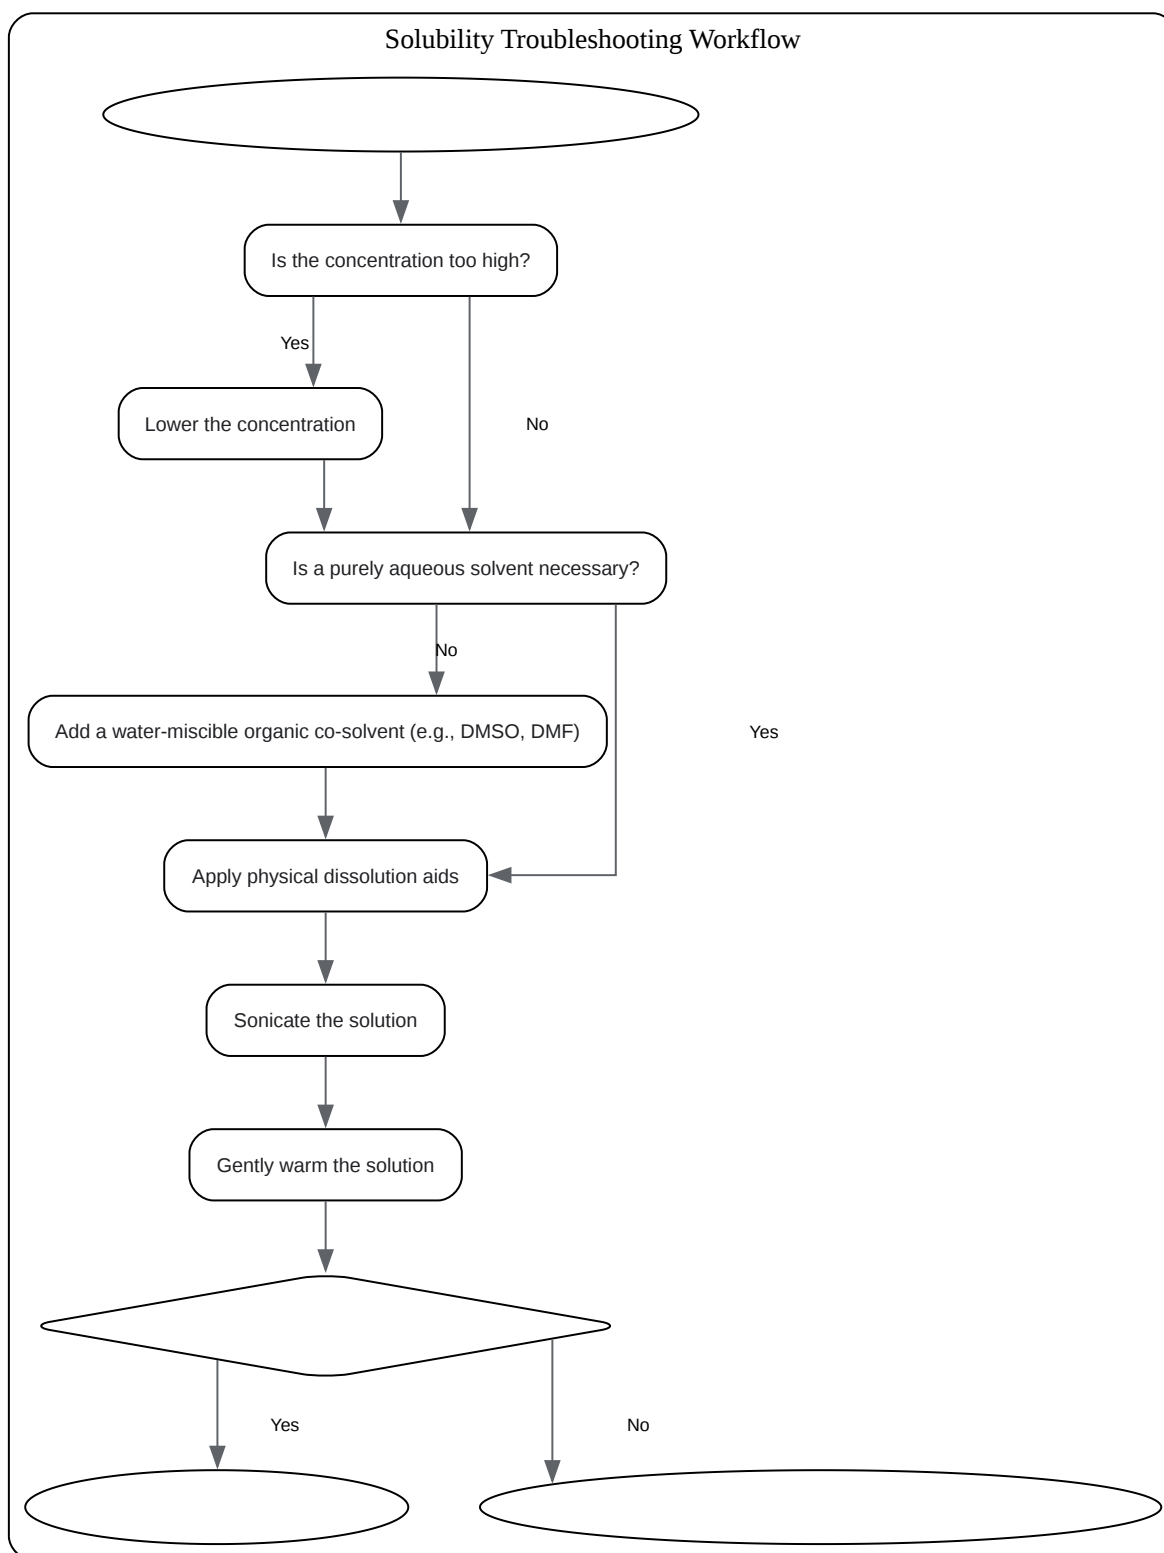 Solubility Troubleshooting Workflow
Is the concentration too high?
Yes
Lower the concentration
No
Is a purely aqueous solvent necessary?
No
Add a water-miscible organic co-solvent (e.g., DMSO, DMF)
Yes
Apply physical dissolution aids
Sonicate the solution
Gently warm the solution
Yes
No